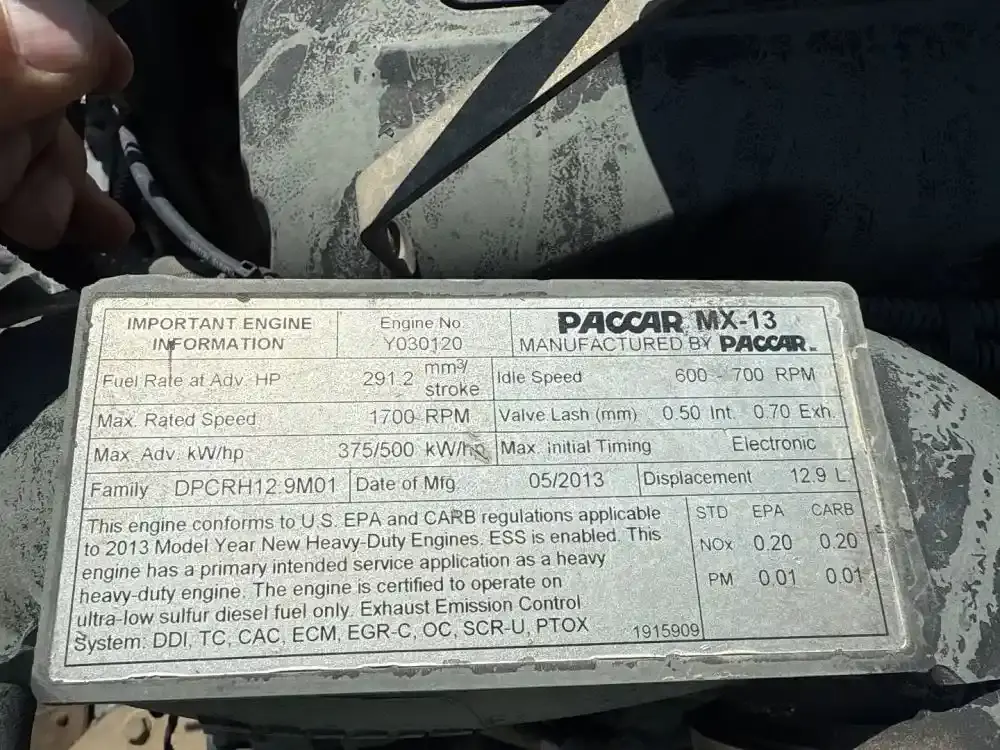 IMPORTANT ENGINE INFORMATION
Engine No.
Y030120
PACCAR MX-13
MANUFACTURED BY PACCAR
Fuel Rate at Adv. HP 291.2 mm³/stroke
Idle Speed 600 - 700 RPM
Max. Rated Speed 1700 RPM
Valve Lash (mm) 0.50 Int. 0.70 Exh.
Max. Adv. kW/hp 375/500 kW/hp
Max. Initial Timing Electronic
Family DPCRH12.9M01
Date of Mfg. 05/2013
Displacement 12.9 L.
This engine conforms to U.S. EPA and CARB regulations applicable
to 2013 Model Year New Heavy-Duty Engines. ESS is enabled. This
engine has a primary intended service application as a heavy
heavy-duty engine. The engine is certified to operate on
ultra-low sulfur diesel fuel only. Exhaust Emission Control
System: DDI, TC, CAC, ECM, EGR-C, OC, SCR-U, PTOX
1915909
STD EPA CARB
NOx 0.20 0.20
PM 0.01 0.01